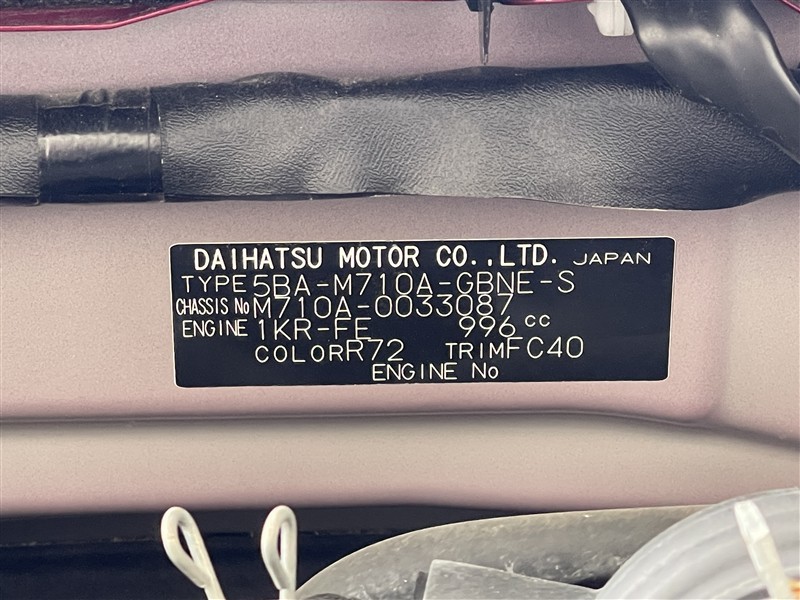 DAIHATSU MOTOR CO.,LTD. JAPAN
TYPE 5BA-M710A-GBNE-S
CHASSIS No M710A-0033087
ENGINE 1KR-FE 996 cc
COLOR R72 TRIM FC40
ENGINE No